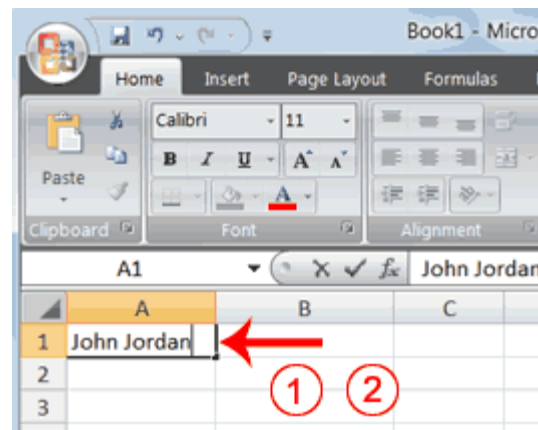 Book1 - Micro
Home Insert Page Layout Formulas
Calibri 11
B I U A A
Paste
A
Clipboard Font Alignment
A1 fx John Jordan
A B C
1 John Jordan
1 2
2
3